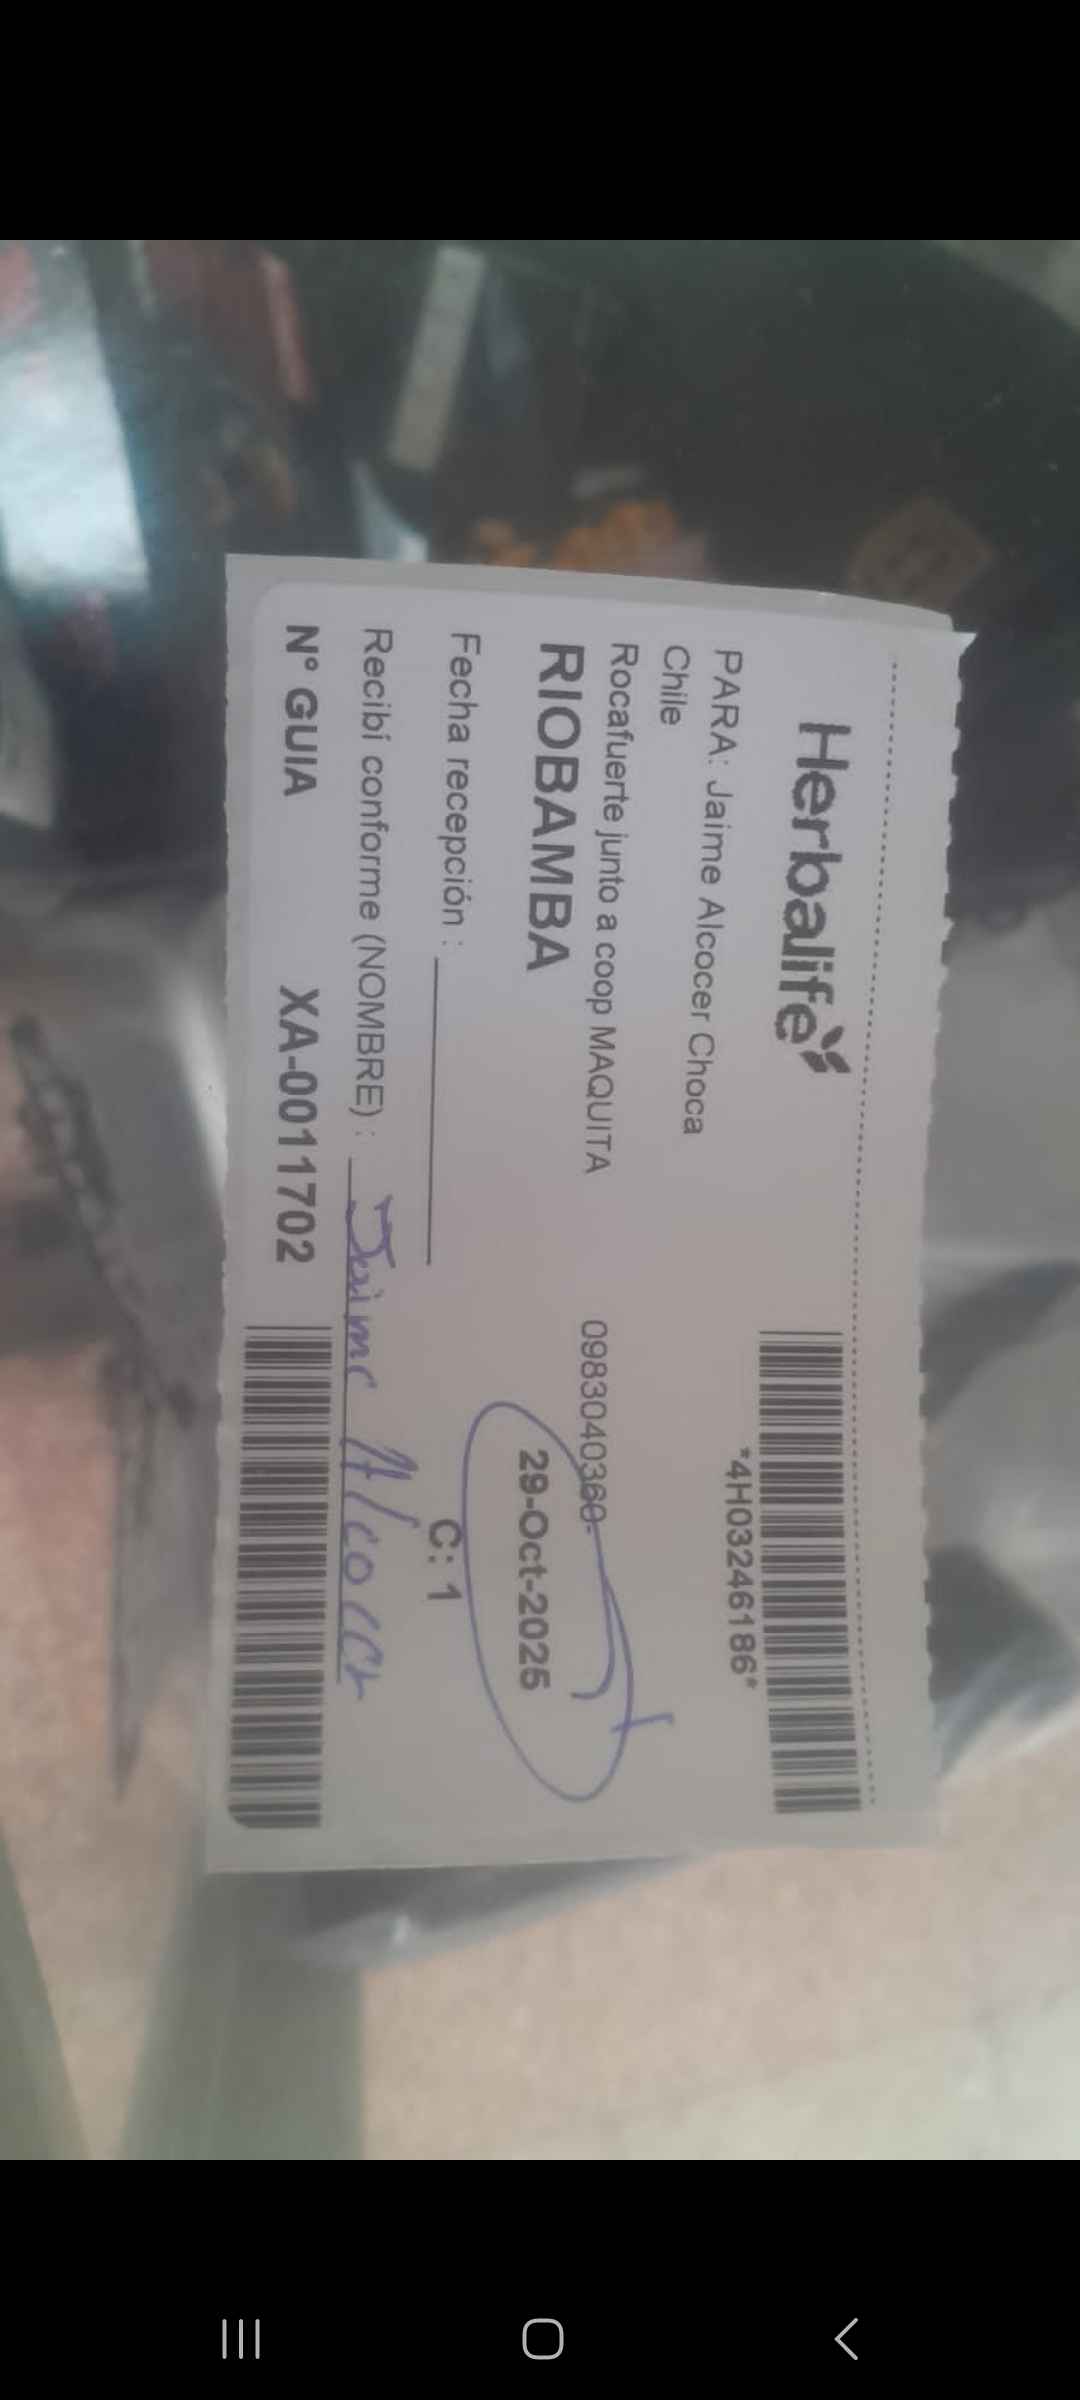 Herbalife
*4H03246186*
PARA: Jaime Alcocer Choca
Chile
Rocafuerte junto a coop MAQUITA 0983040360-
RIOBAMBA 29-Oct-2025
Fecha recepción : C: 1
Recibí conforme (NOMBRE) : Jaime Alcocer
N° GUIA XA-0011702